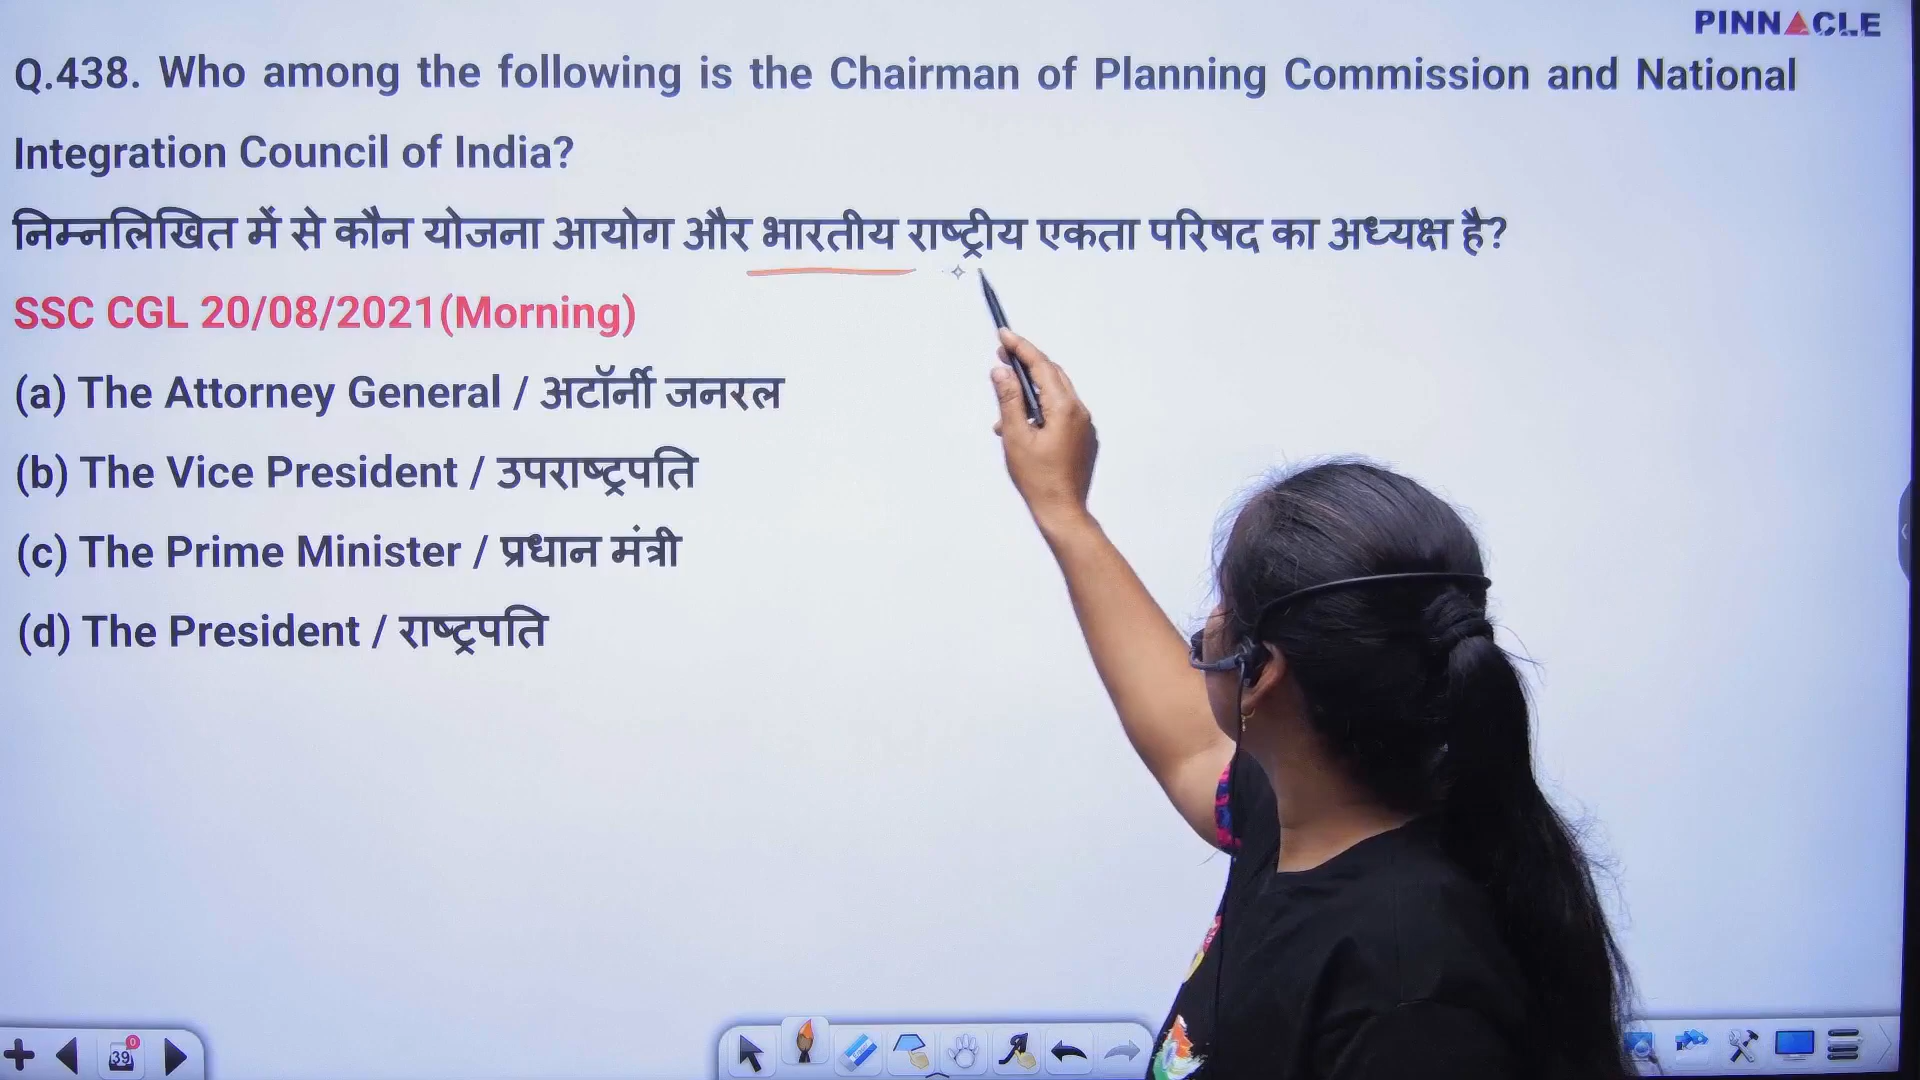 PINNACLE
Q.438. Who among the following is the Chairman of Planning Commission and National
Integration Council of India?
निम्नलिखित में से कौन योजना आयोग और भारतीय राष्ट्रीय एकता परिषद का अध्यक्ष है?
SSC CGL 20/08/2021(Morning)
(a) The Attorney General / अटॉर्नी जनरल
(b) The Vice President / उपराष्ट्रपति
(c) The Prime Minister / प्रधान मंत्री
(d) The President / राष्ट्रपति
39
0